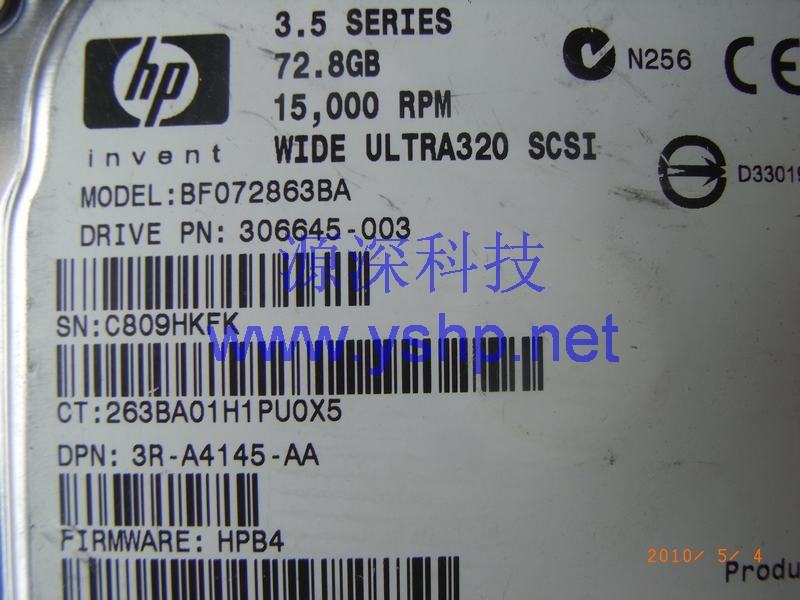 hp
invent
3.5 SERIES
72.8GB
15,000 RPM
WIDE ULTRA320 SCSI
N256
CE
D33019
MODEL:BF072863BA
DRIVE PN: 306645-003
源深科技
SN:C809HKFK
www.yshp.net
CT:263BA01H1PU0X5
DPN: 3R-A4145-AA
FIRMWARE: HPB4
2010/ 5/ 4
Produ